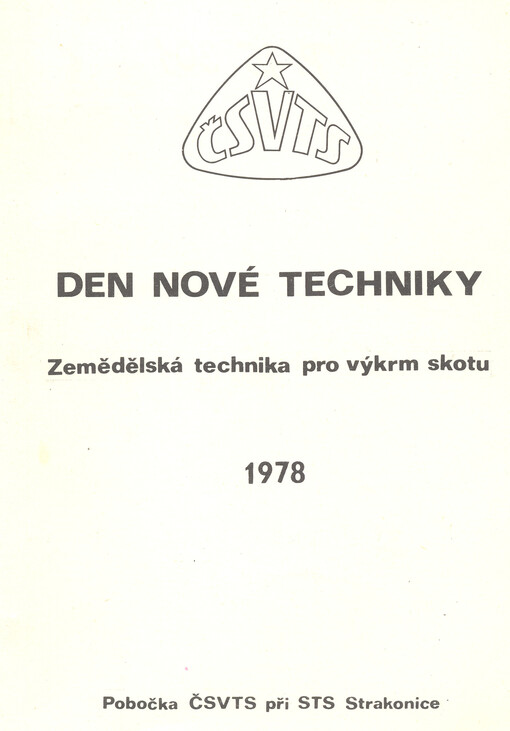 ČSVTS
DEN NOVÉ TECHNIKY
Zemědělská technika pro výkrm skotu
1978
Pobočka ČSVTS při STS Strakonice